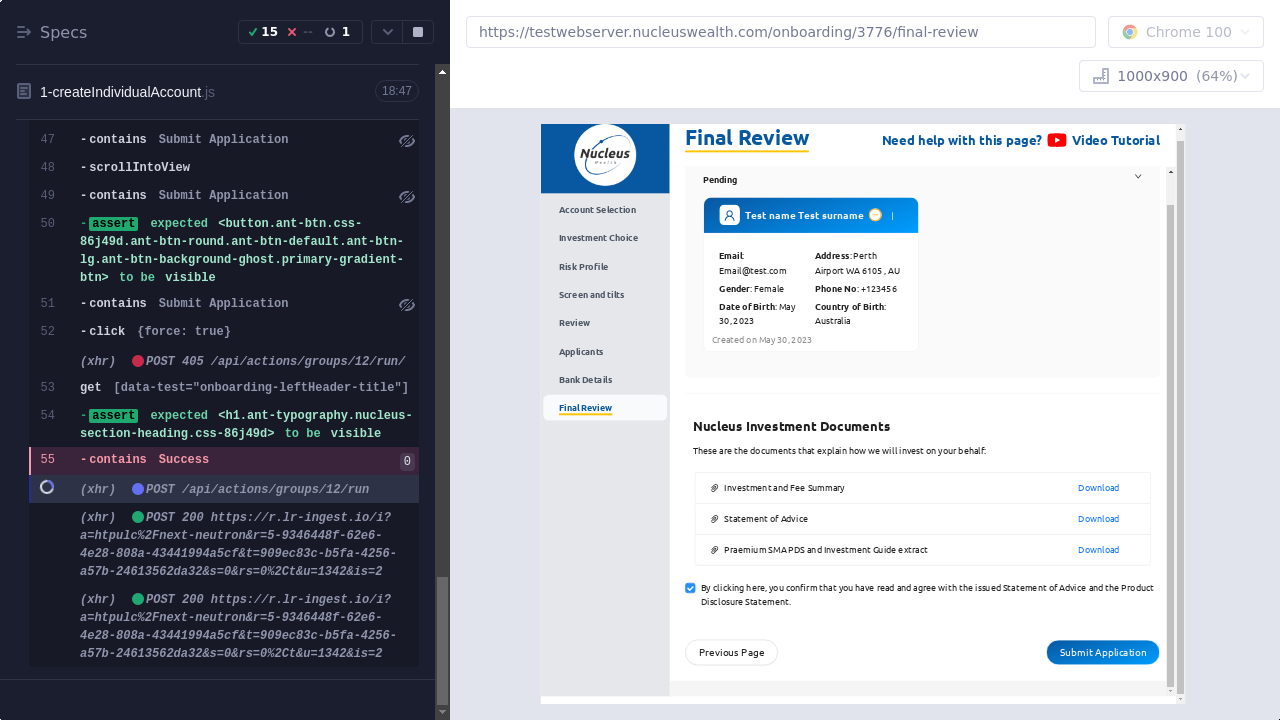 Specs
15
--
1
1-createIndividualAccount.js
18:47
47 -contains Submit Application
48 -scrollIntoView
49 -contains Submit Application
50 -assert expected <button.ant-btn.css-
86j49d.ant-btn-round.ant-btn-default.ant-btn-
lg.ant-btn-background-ghost.primary-gradient-
btn> to be visible
51 -contains Submit Application
52 -click {force: true}
(xhr) POST 405 /api/actions/groups/12/run/
53 get [data-test="onboarding-leftHeader-title"]
54 -assert expected <h1.ant-typography.nucleus-
section-heading.css-86j49d> to be visible
55 -contains Success 0
(xhr) POST /api/actions/groups/12/run
(xhr) POST 200 https://r.lr-ingest.io/i?
a=htpulc%2Fnext-neutron&r=5-9346448f-62e6-
4e28-808a-43441994a5cf&t=909ec83c-b5fa-4256-
a57b-24613562da32&s=0&rs=0%2Ct&u=1342&is=2
(xhr) POST 200 https://r.lr-ingest.io/i?
a=htpulc%2Fnext-neutron&r=5-9346448f-62e6-
4e28-808a-43441994a5cf&t=909ec83c-b5fa-4256-
a57b-24613562da32&s=0&rs=0%2Ct&u=1342&is=2
https://testwebserver.nucleuswealth.com/onboarding/3776/final-review
Chrome 100
1000x900 (64%)
Nucleus
Wealth
Account Selection
Investment Choice
Risk Profile
Screen and tilts
Review
Applicants
Bank Details
Final Review
Final Review
Need help with this page? Video Tutorial
Pending
Test name Test surname
Email:
Email@test.com
Gender: Female
Date of Birth: May
30, 2023
Address: Perth
Airport WA 6105 , AU
Phone No: +123456
Country of Birth:
Australia
Created on May 30, 2023
Nucleus Investment Documents
These are the documents that explain how we will invest on your behalf:
Investment and Fee Summary Download
Statement of Advice Download
Praemium SMA PDS and Investment Guide extract Download
By clicking here, you confirm that you have read and agree with the issued Statement of Advice and the Product
Disclosure Statement.
Previous Page
Submit Application